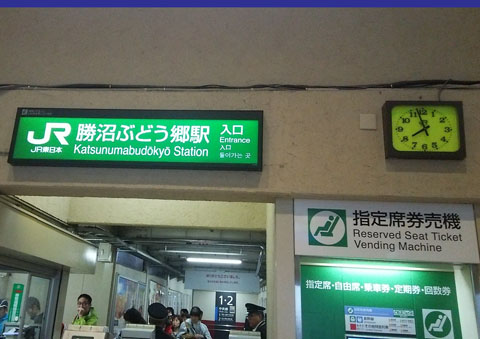 JR
JR東日本
勝沼ぶどう郷駅
Katsunumabudōkyō Station
入口
Entrance
入口
들어가는 곳
指定席券売機
Reserved Seat Ticket
Vending Machine
指定席・自由席・乗車券・定期券・回数券
1・2